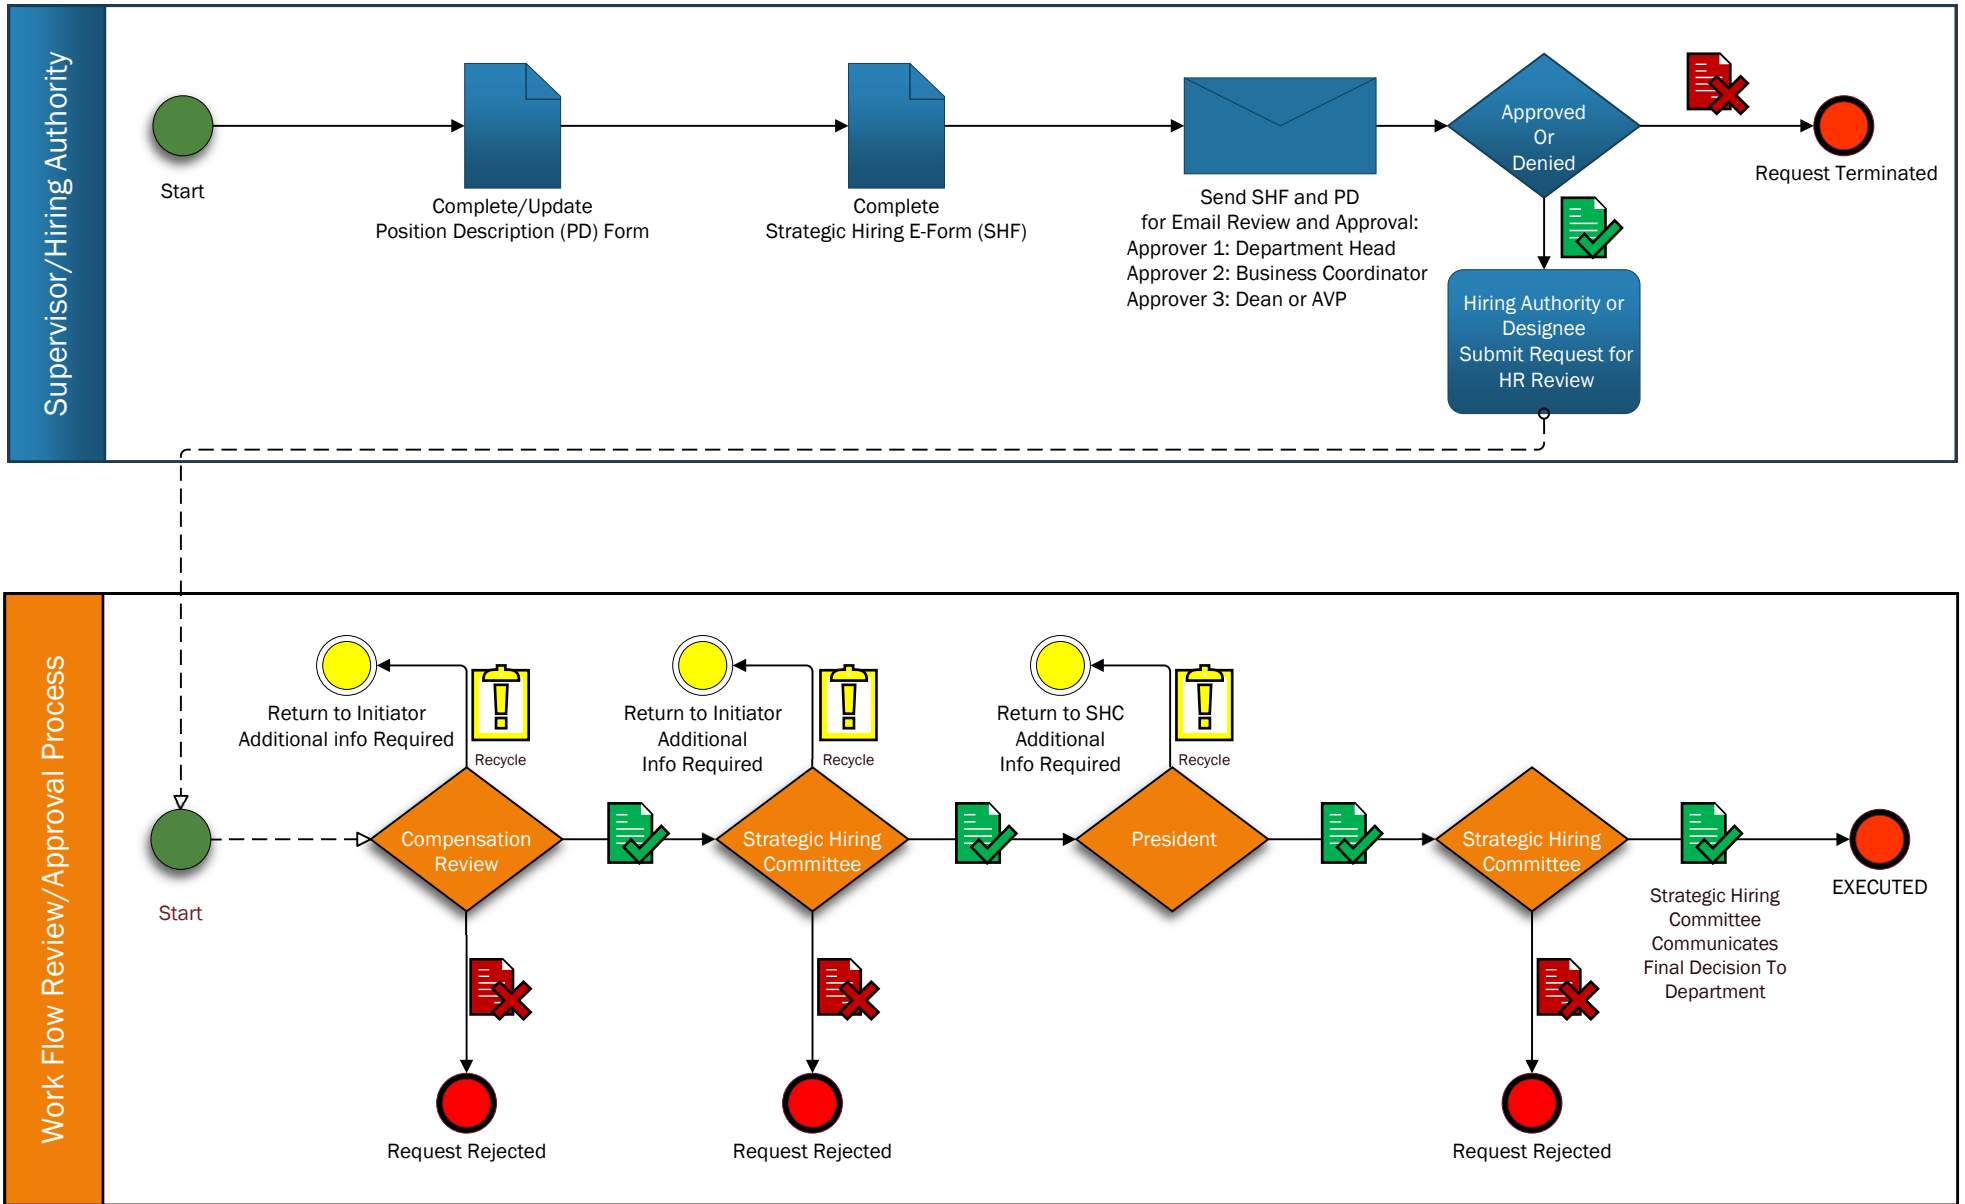 Supervisor/Hiring Authority
Start
Complete/Update
Position Description (PD) Form
Complete
Strategic Hiring E-Form (SHF)
Send SHF and PD
for Email Review and Approval:
Approver 1: Department Head
Approver 2: Business Coordinator
Approver 3: Dean or AVP
Approved
Or
Denied
Request Terminated
Hiring Authority or
Designee
Submit Request for
HR Review
Work Flow Review/Approval Process
Start
Return to Initiator
Additional info Required
Recycle
Compensation
Review
Request Rejected
Return to Initiator
Additional
Info Required
Recycle
Strategic Hiring
Committee
Request Rejected
Return to SHC
Additional
Info Required
Recycle
President
Strategic Hiring
Committee
Request Rejected
Strategic Hiring
Committee
Communicates
Final Decision To
Department
EXECUTED